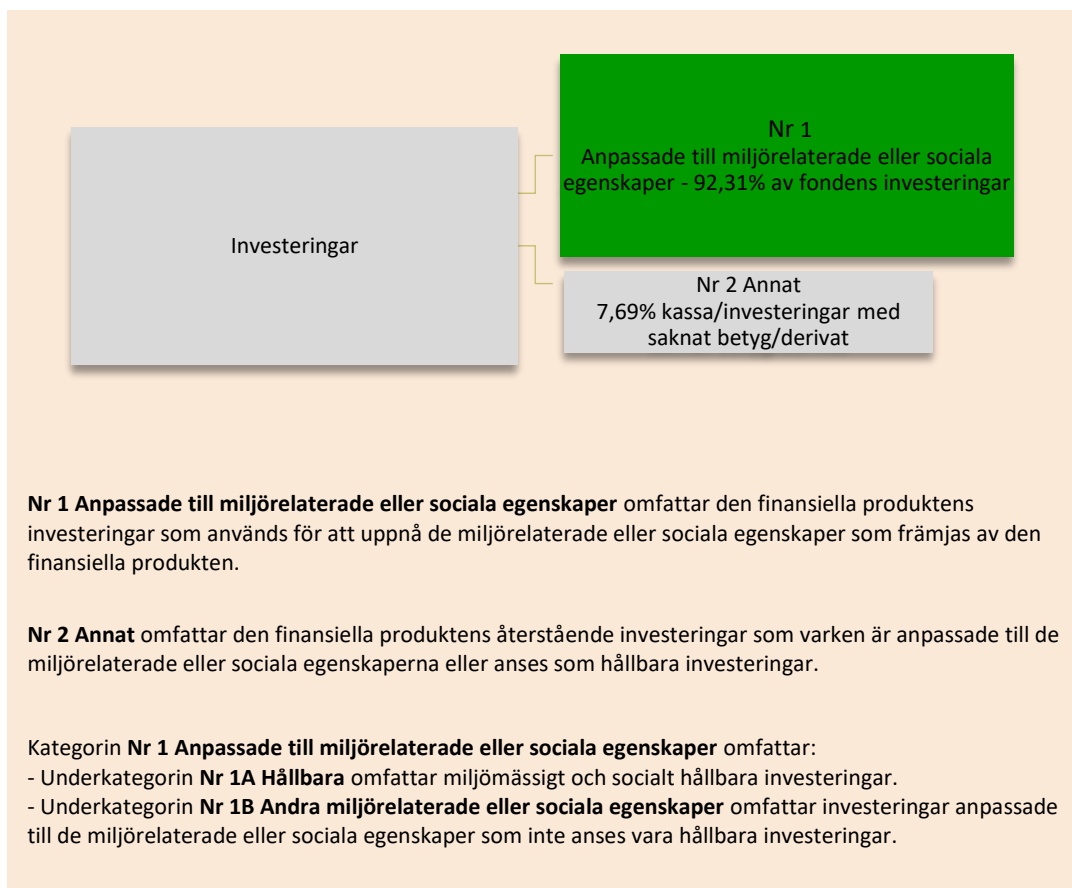 Nr 1
Anpassade till miljörelaterade eller sociala
egenskaper - 92,31% av fondens investeringar
Investeringar
Nr 2 Annat
7,69% kassa/investeringar med
saknat betyg/derivat
Nr 1 Anpassade till miljörelaterade eller sociala egenskaper omfattar den finansiella produktens
investeringar som används för att uppnå de miljörelaterade eller sociala egenskaper som främjas av den
finansiella produkten.
Nr 2 Annat omfattar den finansiella produktens återstående investeringar som varken är anpassade till de
miljörelaterade eller sociala egenskaperna eller anses som hållbara investeringar.
Kategorin Nr 1 Anpassade till miljörelaterade eller sociala egenskaper omfattar:
- Underkategorin Nr 1A Hållbara omfattar miljömässigt och socialt hållbara investeringar.
- Underkategorin Nr 1B Andra miljörelaterade eller sociala egenskaper omfattar investeringar anpassade
till de miljörelaterade eller sociala egenskaper som inte anses vara hållbara investeringar.